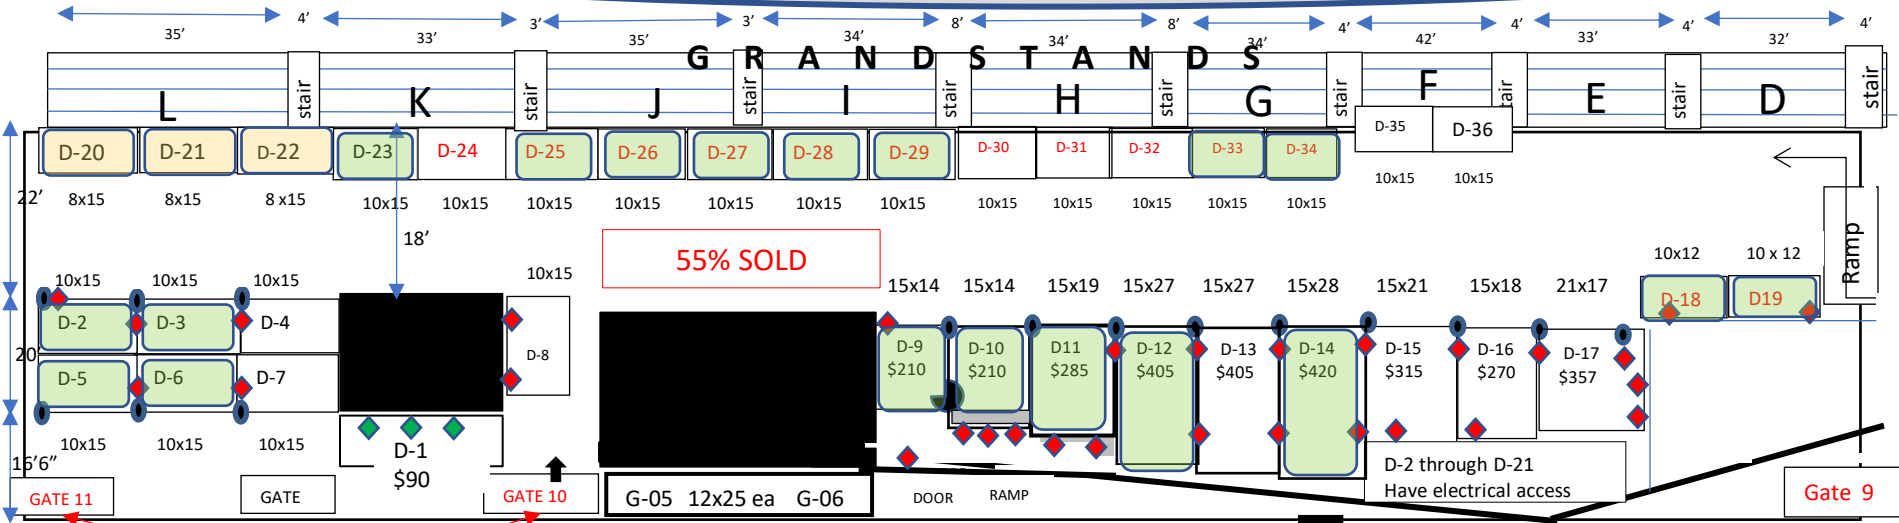 35’ 4’ 33’ 3’ 35’ 3’ 34’ 8’ 34’ 8’ 34’ 4’ 42’ 4’ 33’ 4’ 32’ 4’
G R A N D S T A N D S
L stair K stair J stair I stair H stair G stair F stair E stair D stair
D-20 D-21 D-22 D-23 D-24 D-25 D-26 D-27 D-28 D-29 D-30 D-31 D-32 D-33 D-34 D-35 D-36
22’ 8x15 8x15 8 x15 10x15 10x15 10x15 10x15 10x15 10x15 10x15 10x15 10x15 10x15 10x15 10x15 10x15 10x15
18’
55% SOLD
Ramp
10x12 10 x 12
10x15 10x15 10x15 10x15 15x14 15x14 15x19 15x27 15x27 15x28 15x21 15x18 21x17
D-18 D19
D-2 D-3 D-4
20’ D-8
D-9 D-10 D11 D-12 D-13 D-14 D-15 D-16 D-17
$210 $210 $285 $405 $405 $420 $315 $270 $357
D-5 D-6 D-7
10x15 10x15 10x15
D-1
$90
16’6”
D-2 through D-21
Have electrical access
GATE 11 GATE GATE 10 G-05 12x25 ea G-06 DOOR RAMP Gate 9